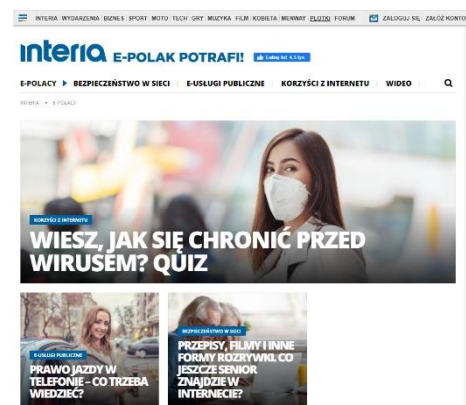 INTERIA WYDARZENIA BIZNES SPORT MOTO TECH GRY MUZYKA FILM KOBIETA MENWAY PLOTKI FORUM ZALOGUJ SIĘ ZAŁÓŻ KONTO
interia E-POLAK POTRAFI!
E-POLACY BEZPIECZEŃSTWO W SIECI E-USŁUGI PUBLICZNE KORZYŚCI Z INTERNETU WIDEO
INTERIA E-POLACY
KORZYŚCI Z INTERNETU
WIESZ, JAK SIĘ CHRONIĆ PRZED
WIRUSEM? QUIZ
E-USŁUGI PUBLICZNE
PRAWO JAZDY W
TELEFONIE – CO TRZEBA
WIEDZIEĆ?
BEZPIECZEŃSTWO W SIECI
PRZEPISY, FILMY I INNE
FORMY ROZRYWKI. CO
JESZCZE SENIOR
ZNAJDZIE W
INTERNECIE?